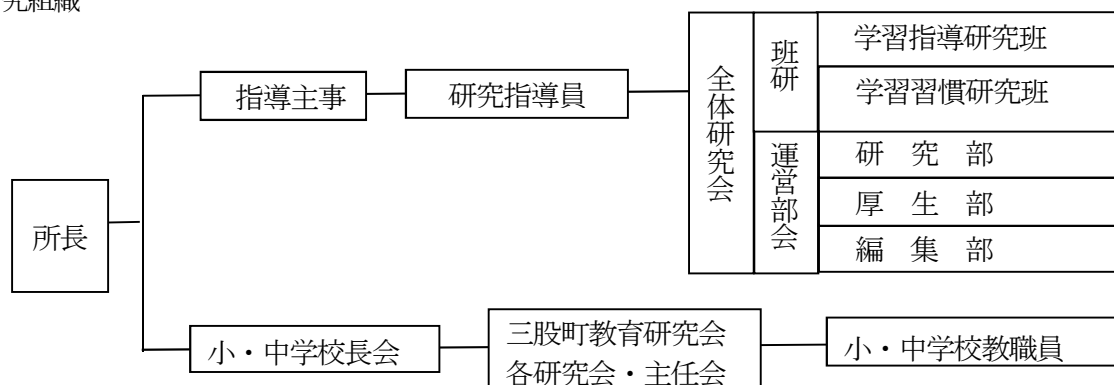 究組織
所長
指導主事
研究指導員
全体研究会
班研
学習指導研究班
学習習慣研究班
運営部会
研 究 部
厚 生 部
編 集 部
小・中学校長会
三股町教育研究会
各研究会・主任会
小・中学校教職員